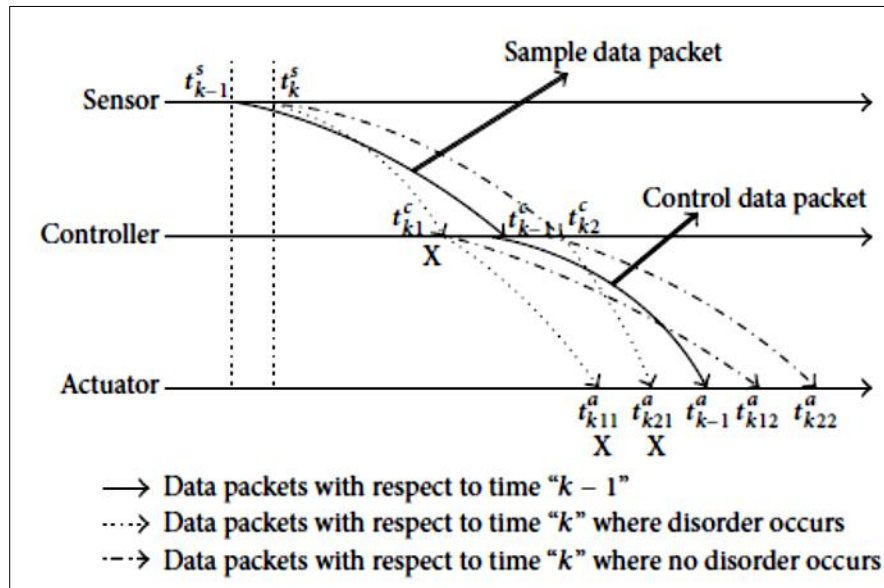 Sample data packet
t^s_{k-1} t^s_k
Sensor
Control data packet
t^c_{k1} t^c_{k-1} t^c_{k2}
Controller
X
Actuator
t^a_{k11} t^a_{k21} t^a_{k-1} t^a_{k12} t^a_{k22}
X X
Data packets with respect to time “k − 1”
Data packets with respect to time “k” where disorder occurs
Data packets with respect to time “k” where no disorder occurs